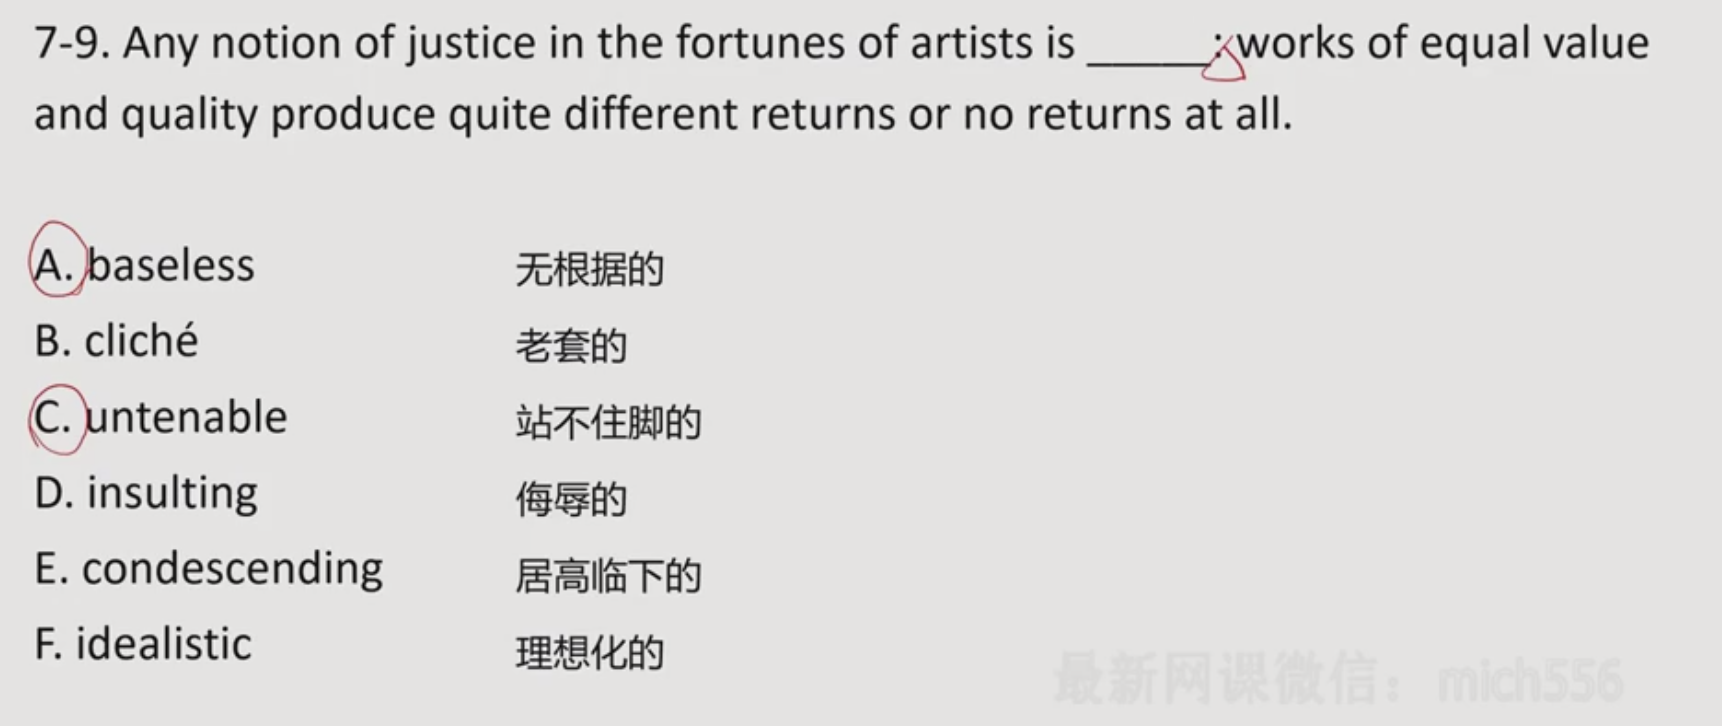 7-9. Any notion of justice in the fortunes of artists is _____: works of equal value
and quality produce quite different returns or no returns at all.
A. baseless 无根据的
B. cliché 老套的
C. untenable 站不住脚的
D. insulting 侮辱的
E. condescending 居高临下的
F. idealistic 理想化的
最新网课微信：mich556